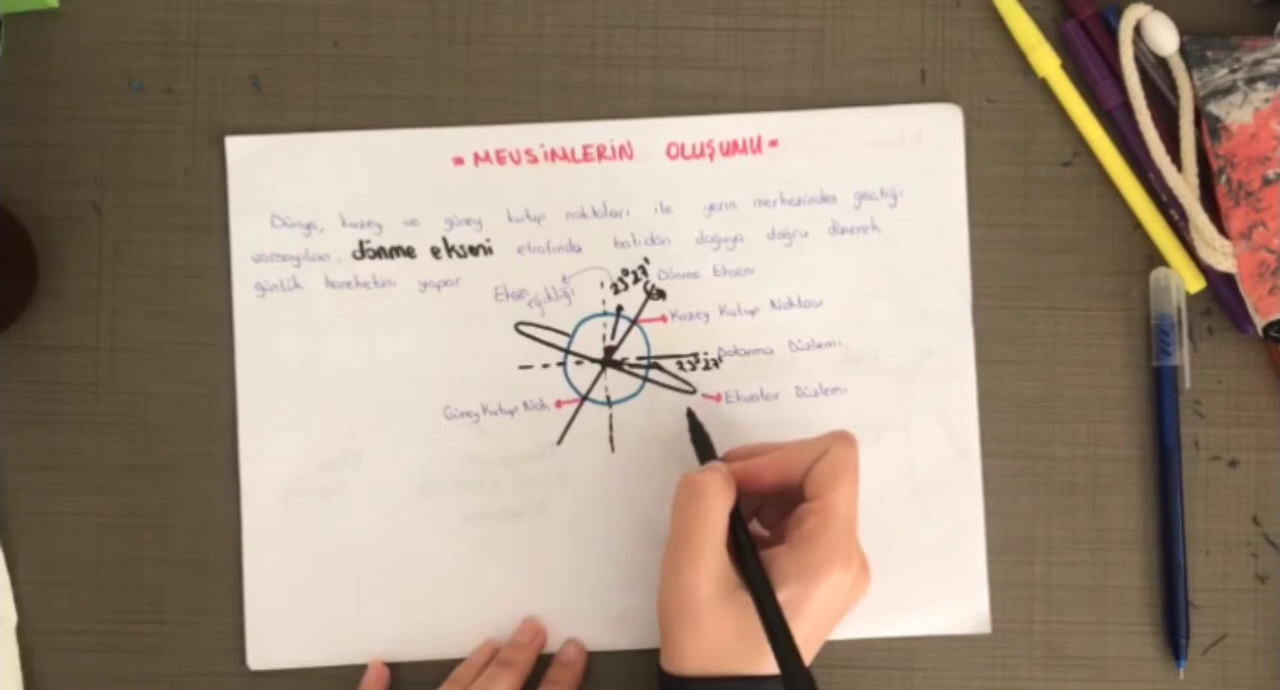 = MEVSİMLERİN OLUŞUMU =
Dünya, kuzey ve güney kutup noktaları ile yerin merkezinden geçtiği
varsayılan, dönme ekseni etrafında batıdan doğuya doğru dönerek
günlük hareketini yapar
Eksen eğikliği
23°27'
Dönme Ekseni
Kuzey Kutup Noktası
Dolanma Düzlemi
23°27'
Ekvator Düzlemi
Güney Kutup Nok.